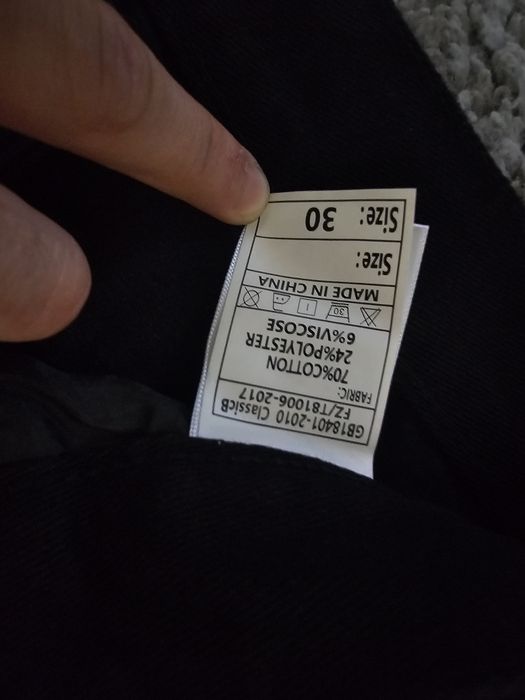 GB18401-2010 ClassicB
FZ/T81006-2017
FABRIC:
70%COTTON
24%POLYESTER
6%VISCOSE
30
MADE IN CHINA
Size:
Size: 30